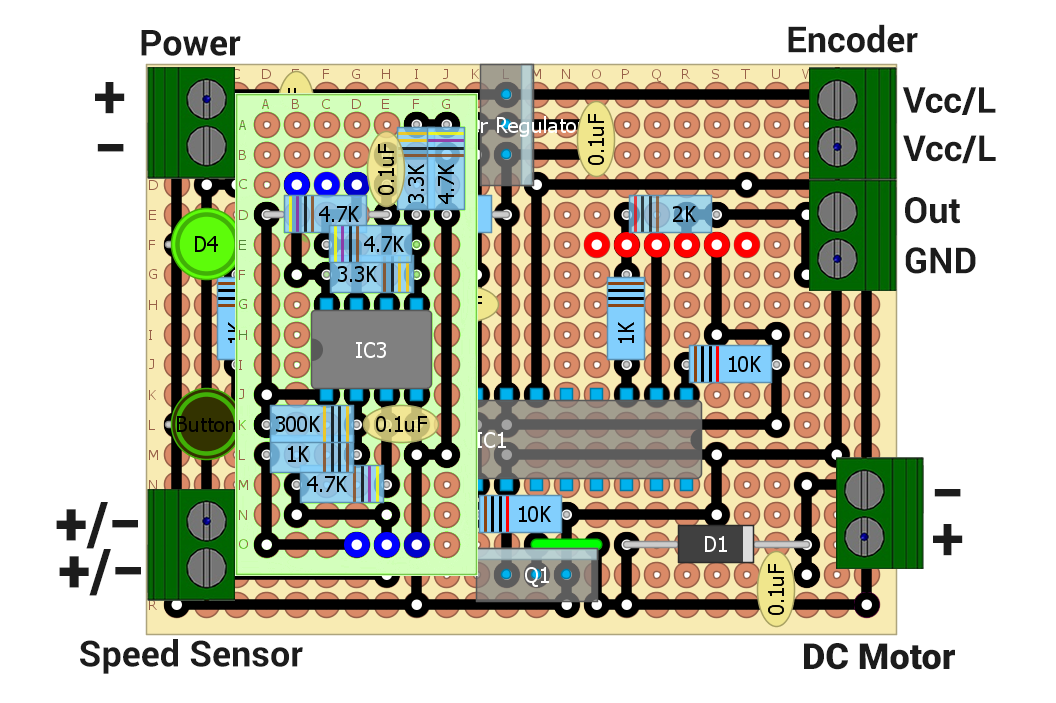 Power
Encoder
+
Vcc/L
−
Vcc/L
Out
GND
D E F G H I J K L M N O P Q R S T U
A B C D E F G
A
B
C
D
E
F
G
H
I
J
K
L
M
N
O
D
E
F
G
H
I
J
K
L
M
R
r Regulato
0.1uF
0.1uF
3.3K
4.7K
4.7K
2K
D4
4.7K
3.3K
1K
1K
IC3
10K
Button
300K
0.1uF
IC1
1K
4.7K
10K
−
+/−
D1
+
+/−
Q1
0.1uF
Speed Sensor
DC Motor